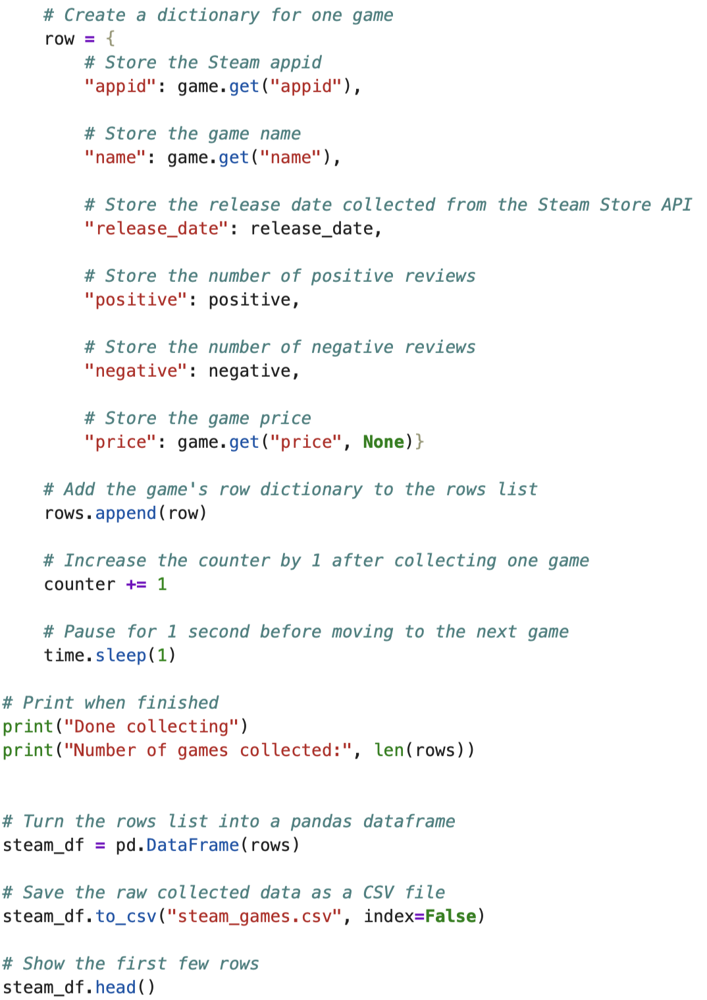 # Create a dictionary for one game
row = {
# Store the Steam appid
"appid": game.get("appid"),
# Store the game name
"name": game.get("name"),
# Store the release date collected from the Steam Store API
"release_date": release_date,
# Store the number of positive reviews
"positive": positive,
# Store the number of negative reviews
"negative": negative,
# Store the game price
"price": game.get("price", None)}
# Add the game's row dictionary to the rows list
rows.append(row)
# Increase the counter by 1 after collecting one game
counter += 1
# Pause for 1 second before moving to the next game
time.sleep(1)
# Print when finished
print("Done collecting")
print("Number of games collected:", len(rows))
# Turn the rows list into a pandas dataframe
steam_df = pd.DataFrame(rows)
# Save the raw collected data as a CSV file
steam_df.to_csv("steam_games.csv", index=False)
# Show the first few rows
steam_df.head()